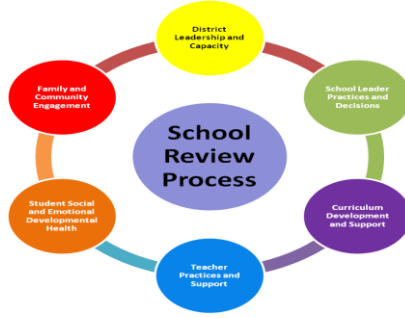 District
Leadership and
Capacity
Family and
Community
Engagement
School Leader
Practices and
Decisions
School
Review
Process
Student Social
and Emotional
Developmental
Health
Curriculum
Development
and Support
Teacher
Practices and
Support